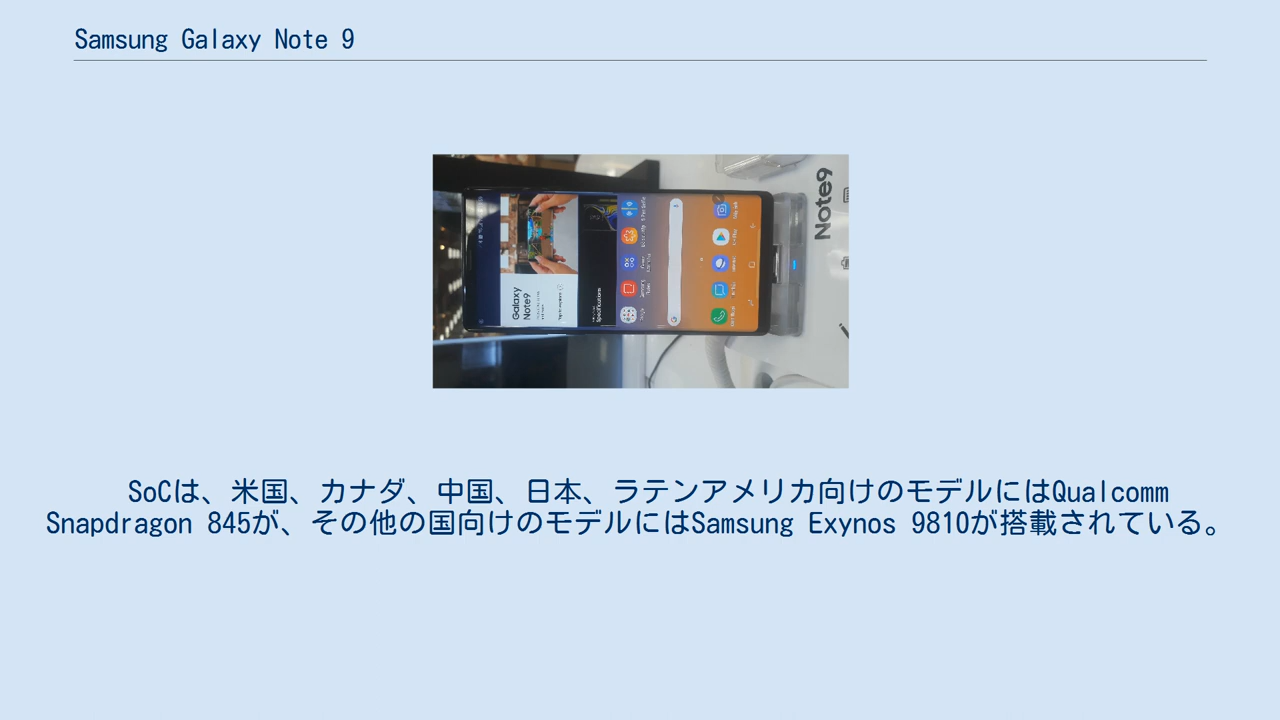 Samsung Galaxy Note 9
Note9
Galaxy
Note9
Specifications
SoCは、米国、カナダ、中国、日本、ラテンアメリカ向けのモデルにはQualcomm
Snapdragon 845が、その他の国向けのモデルにはSamsung Exynos 9810が搭載されている。